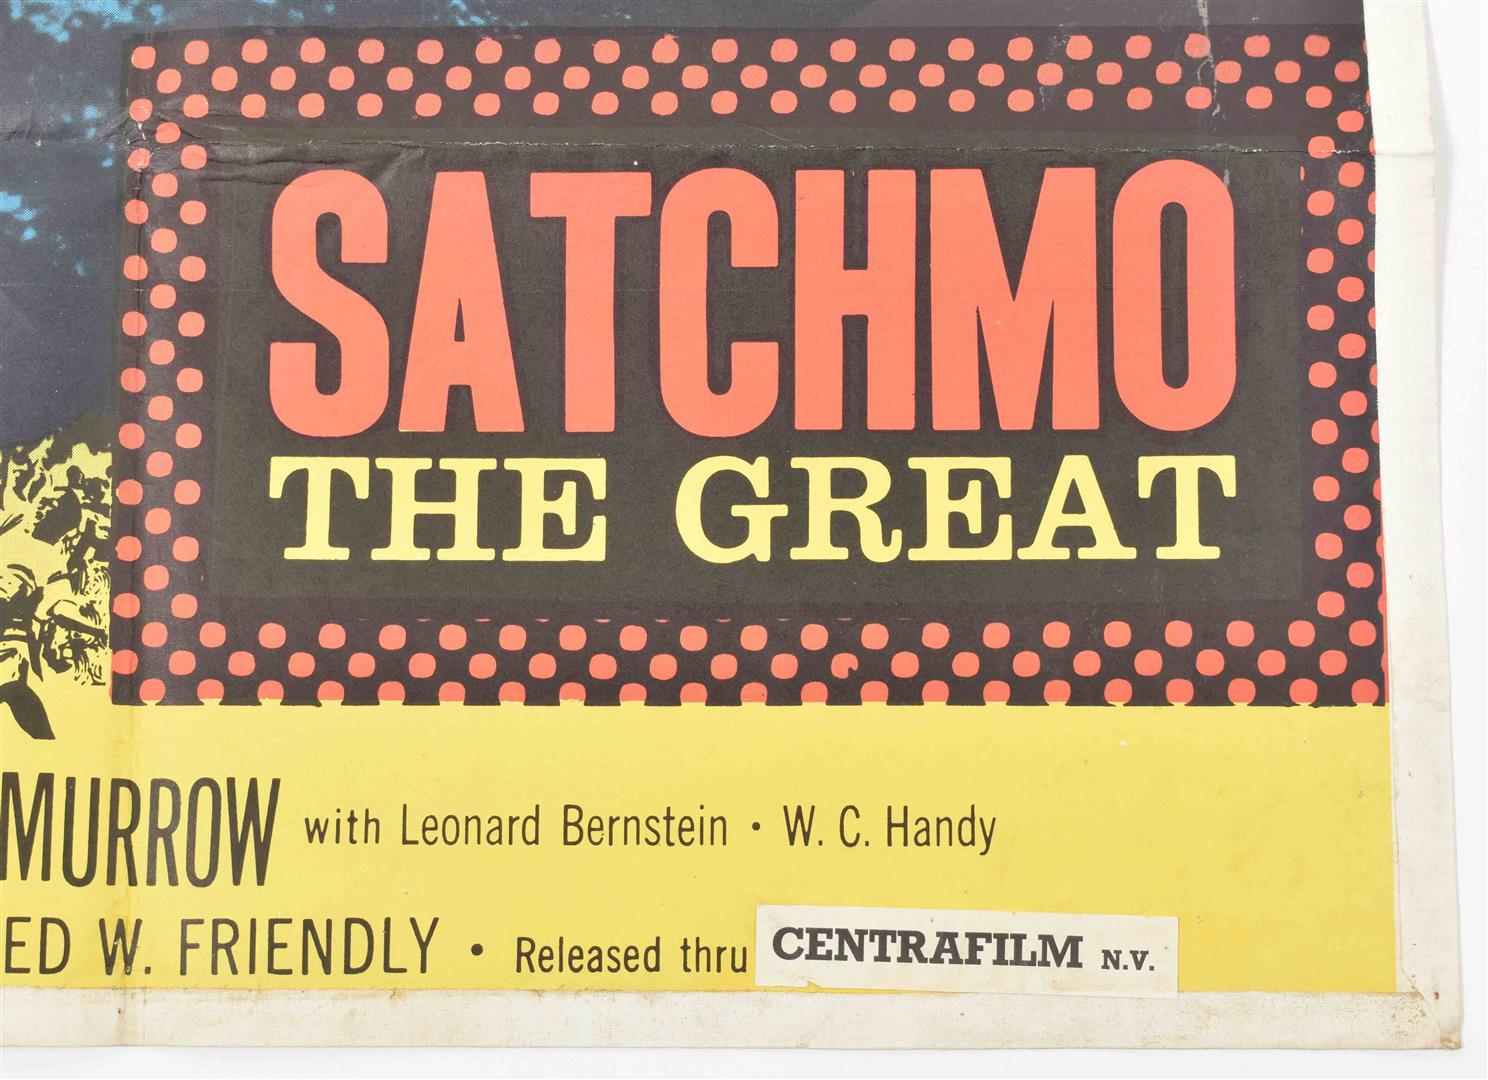 SATCHMO
THE GREAT
MURROW with Leonard Bernstein · W. C. Handy
ED W. FRIENDLY · Released thru CENTRAFILM N.V.